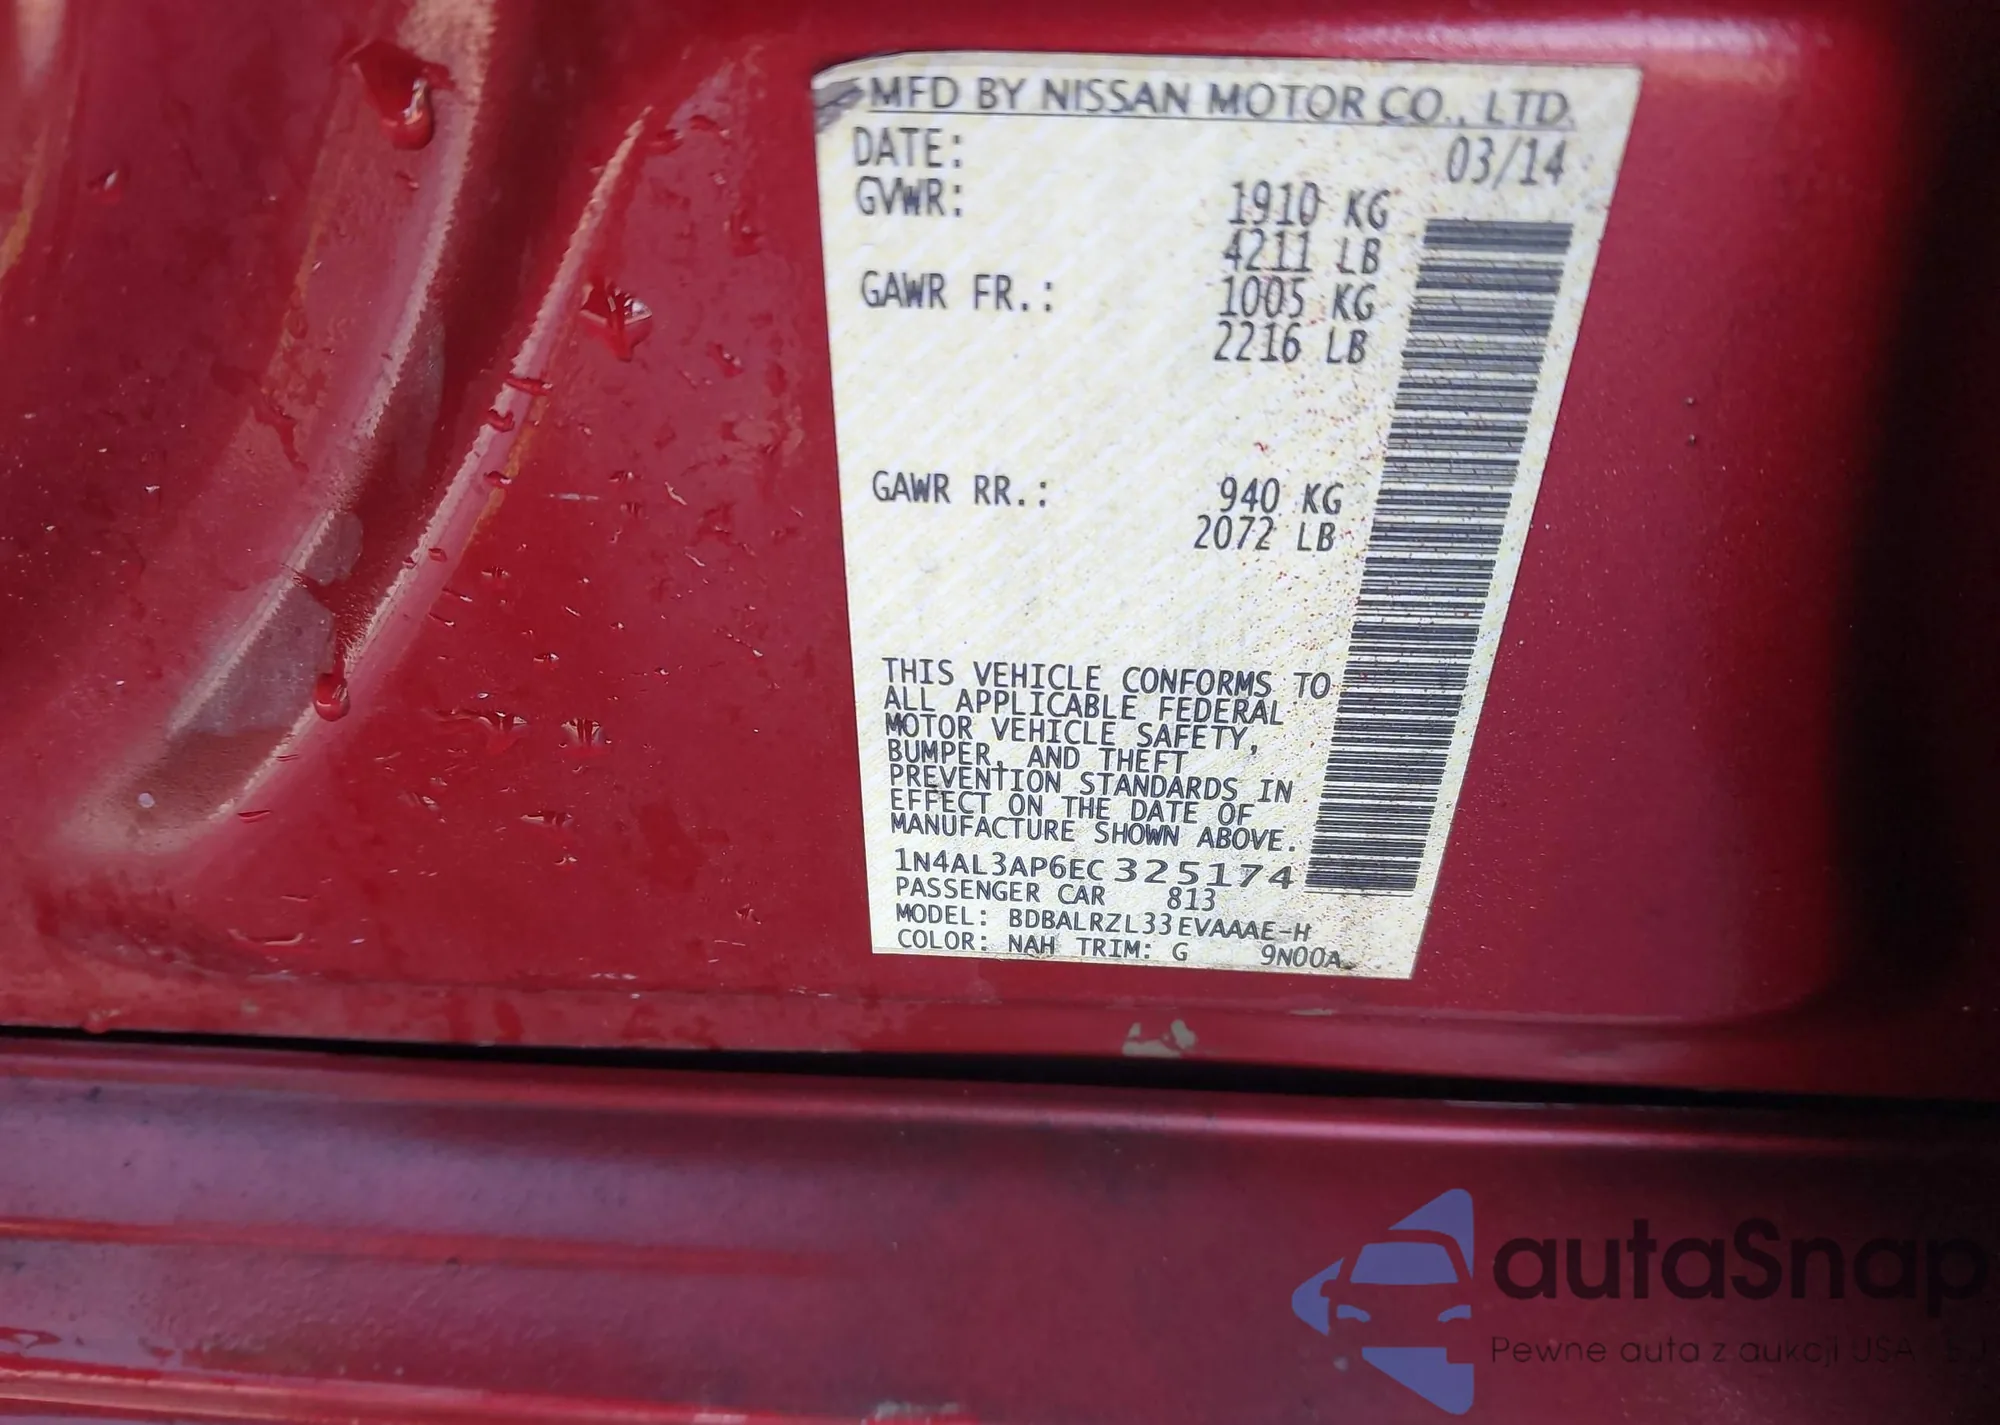 MFD BY NISSAN MOTOR CO., LTD.
DATE: 03/14
GVWR: 1910 KG
4211 LB
GAWR FR.: 1005 KG
2216 LB
GAWR RR.: 940 KG
2072 LB
THIS VEHICLE CONFORMS TO
ALL APPLICABLE FEDERAL
MOTOR VEHICLE SAFETY,
BUMPER, AND THEFT
PREVENTION STANDARDS IN
EFFECT ON THE DATE OF
MANUFACTURE SHOWN ABOVE.
1N4AL3AP6EC325174
PASSENGER CAR 813
MODEL: BDBALRZL33EVAAAE-H
COLOR: NAH TRIM: G 9N00A
autaSnap
Pewne auta z aukcji USA